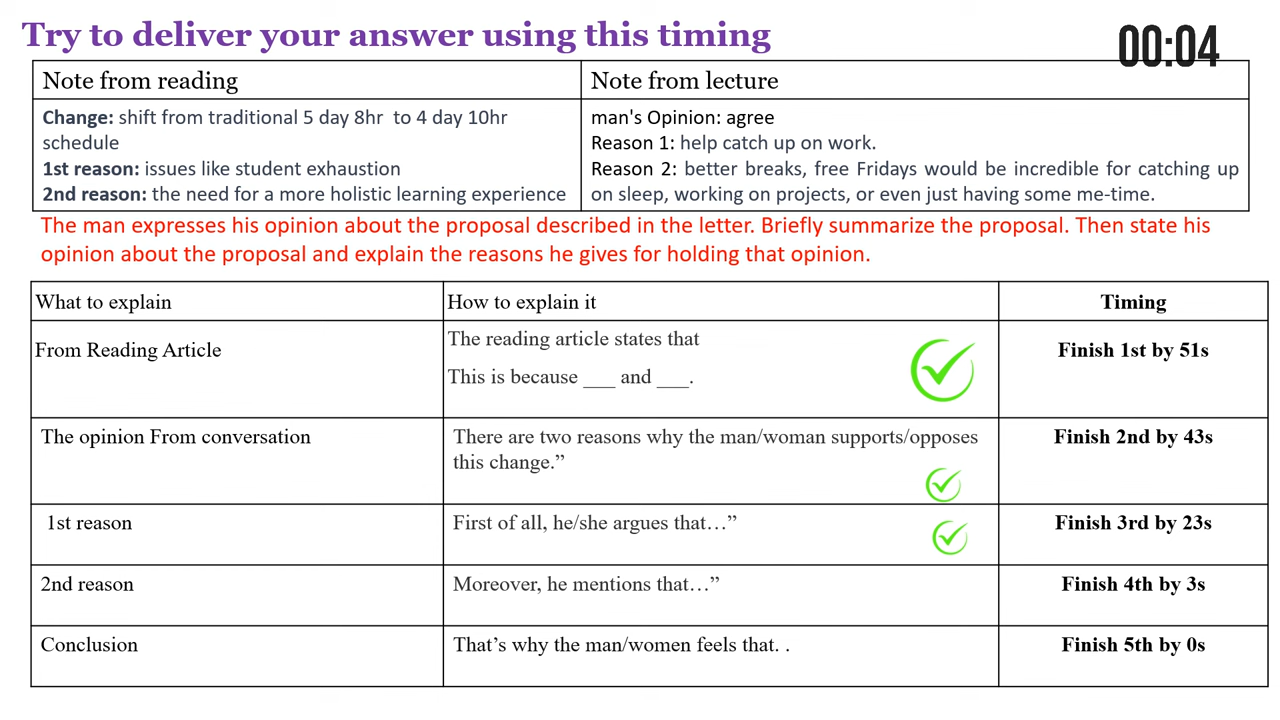 Try to deliver your answer using this timing
00:04
Note from reading
Note from lecture
Change: shift from traditional 5 day 8hr to 4 day 10hr
schedule
1st reason: issues like student exhaustion
2nd reason: the need for a more holistic learning experience
man's Opinion: agree
Reason 1: help catch up on work.
Reason 2: better breaks, free Fridays would be incredible for catching up
on sleep, working on projects, or even just having some me-time.
The man expresses his opinion about the proposal described in the letter. Briefly summarize the proposal. Then state his
opinion about the proposal and explain the reasons he gives for holding that opinion.
What to explain
How to explain it
Timing
From Reading Article
The reading article states that
This is because ___ and ___.
Finish 1st by 51s
The opinion From conversation
There are two reasons why the man/woman supports/opposes
this change.”
Finish 2nd by 43s
1st reason
First of all, he/she argues that…”
Finish 3rd by 23s
2nd reason
Moreover, he mentions that…”
Finish 4th by 3s
Conclusion
That’s why the man/women feels that. .
Finish 5th by 0s